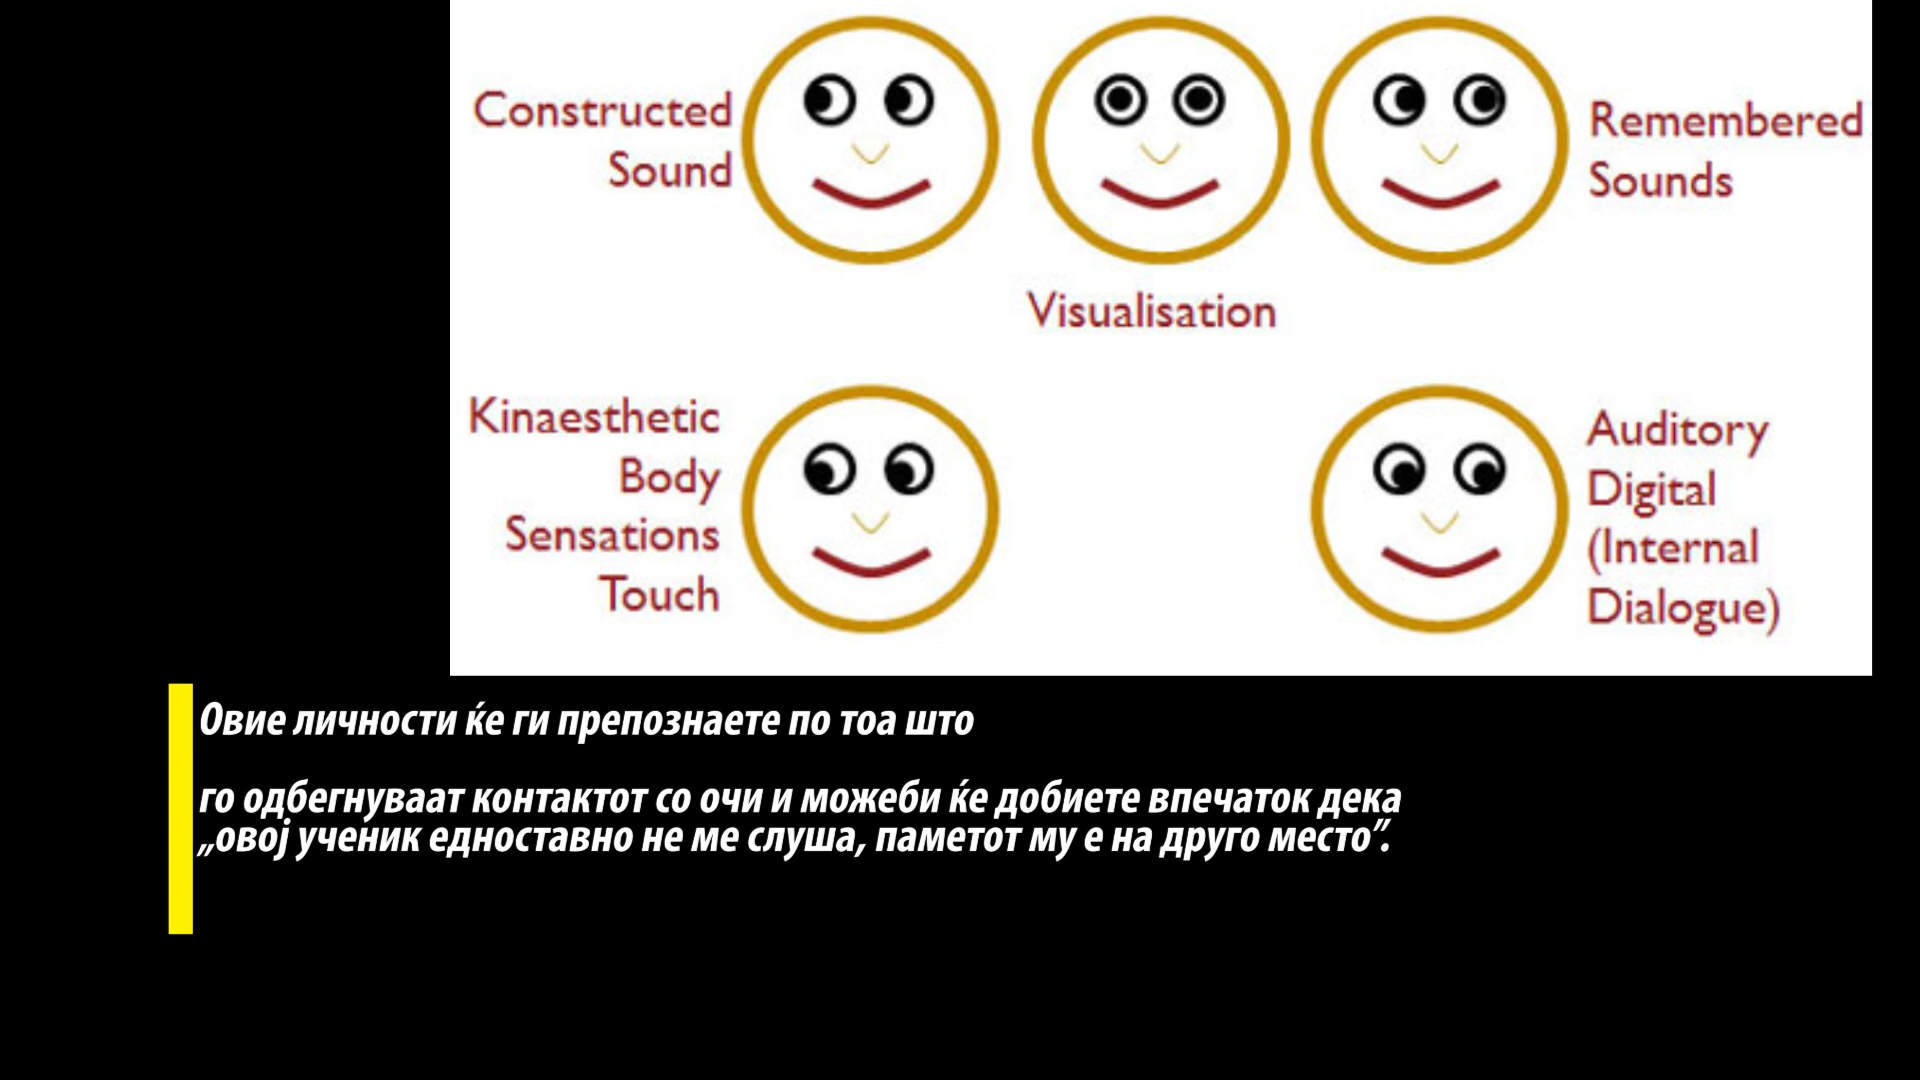 Constructed
Sound
Remembered
Sounds
Visualisation
Kinaesthetic
Body
Sensations
Touch
Auditory
Digital
(Internal
Dialogue)
Овие личности ќе ги препознаете по тоа што
го одбегнуваат контактот со очи и можеби ќе добиете впечаток дека
„овој ученик едноставно не ме слуша, паметот му е на друго место”.